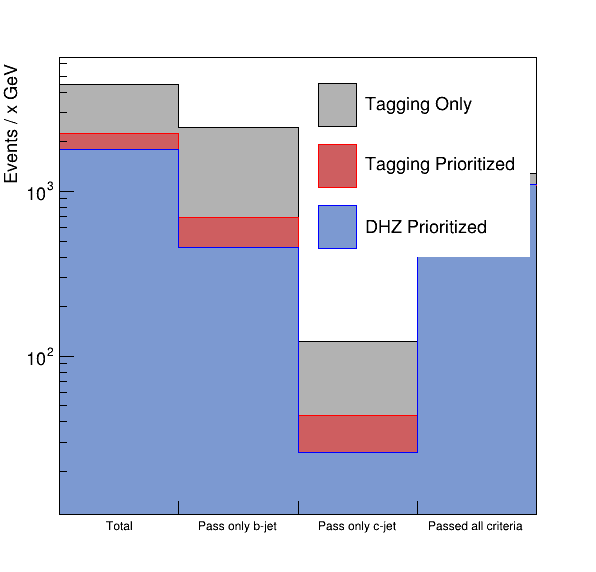 Events / x GeV
Tagging Only
Tagging Prioritized
DHZ Prioritized
10³
10²
Total
Pass only b-jet
Pass only c-jet
Passed all criteria